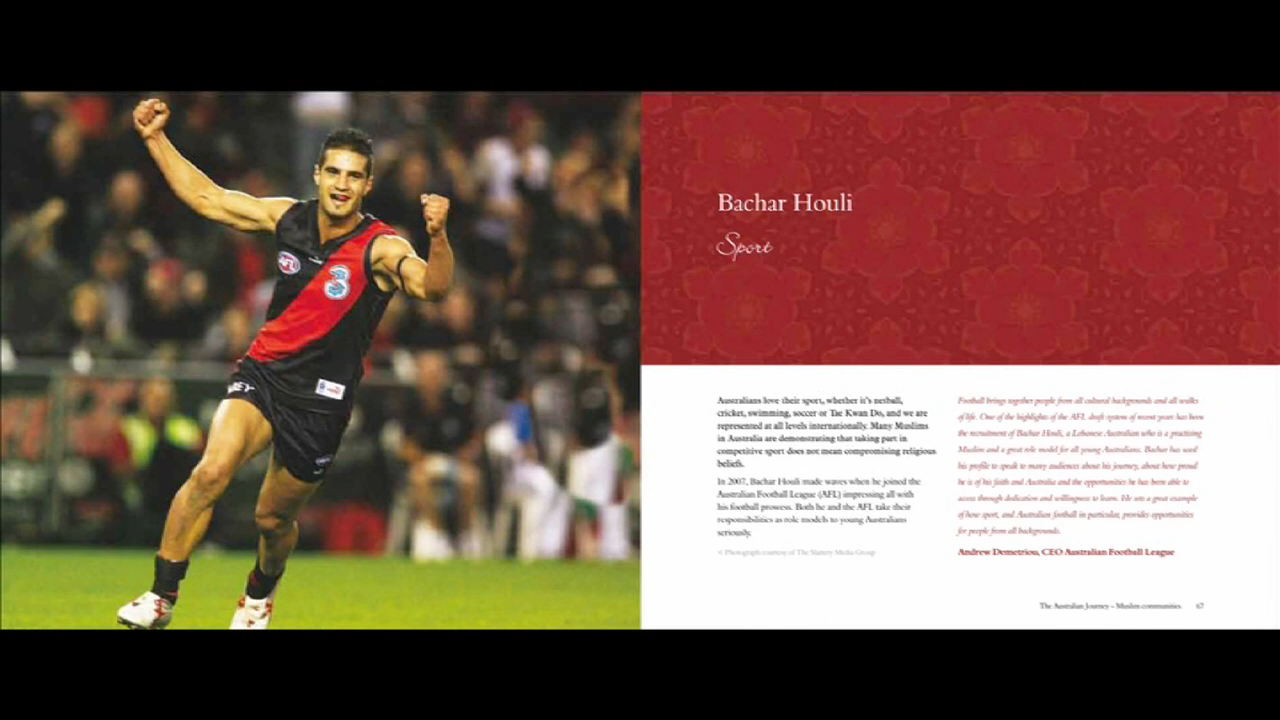 Bachar Houli
Sport
Australians love their sport, whether it's netball,
cricket, swimming, soccer or Tae Kwan Do, and we are
represented at all levels internationally. Many Muslims
in Australia are demonstrating that taking part in
competitive sport does not mean compromising religious
beliefs.
In 2007, Bachar Houli made waves when he joined the
Australian Football League (AFL) impressing all with
his football prowess. Both he and the AFL take their
responsibilities as role models to young Australians
seriously.
< Photograph courtesy of The Slattery Media Group
Football brings together people from all cultural backgrounds and all walks
of life. One of the highlights of the AFL draft system of recent years has been
the recruitment of Bachar Houli, a Lebanese Australian who is a practising
Muslim and a great role model for all young Australians. Bachar has used
his profile to speak to many audiences about his journey, about how proud
he is of his faith and Australia and the opportunities he has been able to
access through dedication and willingness to learn. He sets a great example
of how sport, and Australian football in particular, provides opportunities
for people from all backgrounds.
Andrew Demetriou, CEO Australian Football League
The Australian Journey – Muslim communities 67
AFL
3